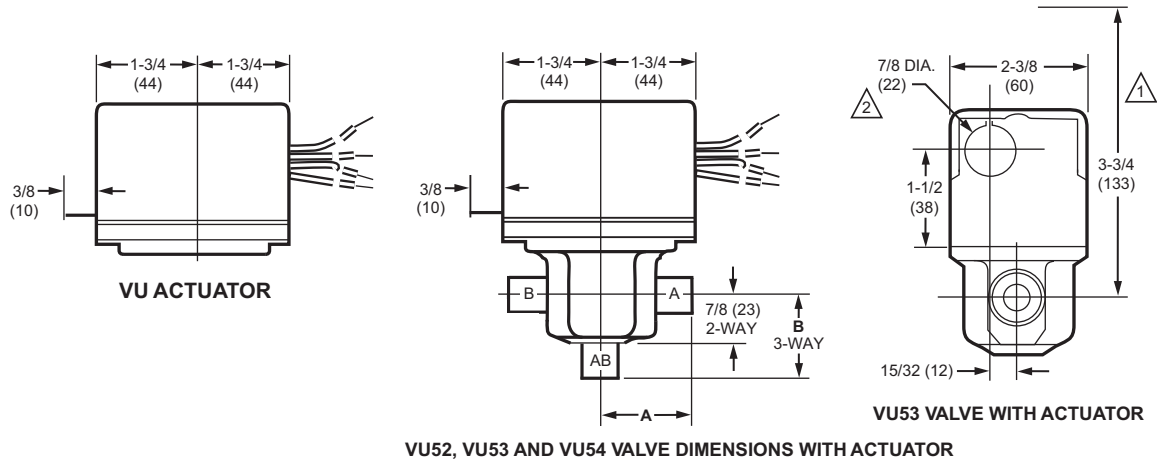 1-3/4
(44)
1-3/4
(44)
3/8
(10)
VU ACTUATOR
1-3/4
(44)
1-3/4
(44)
3/8
(10)
B
A
AB
7/8 (23)
2-WAY
B
3-WAY
A
VU52, VU53 AND VU54 VALVE DIMENSIONS WITH ACTUATOR
7/8 DIA.
(22)
2
2-3/8
(60)
1
1-1/2
(38)
3-3/4
(133)
15/32 (12)
VU53 VALVE WITH ACTUATOR